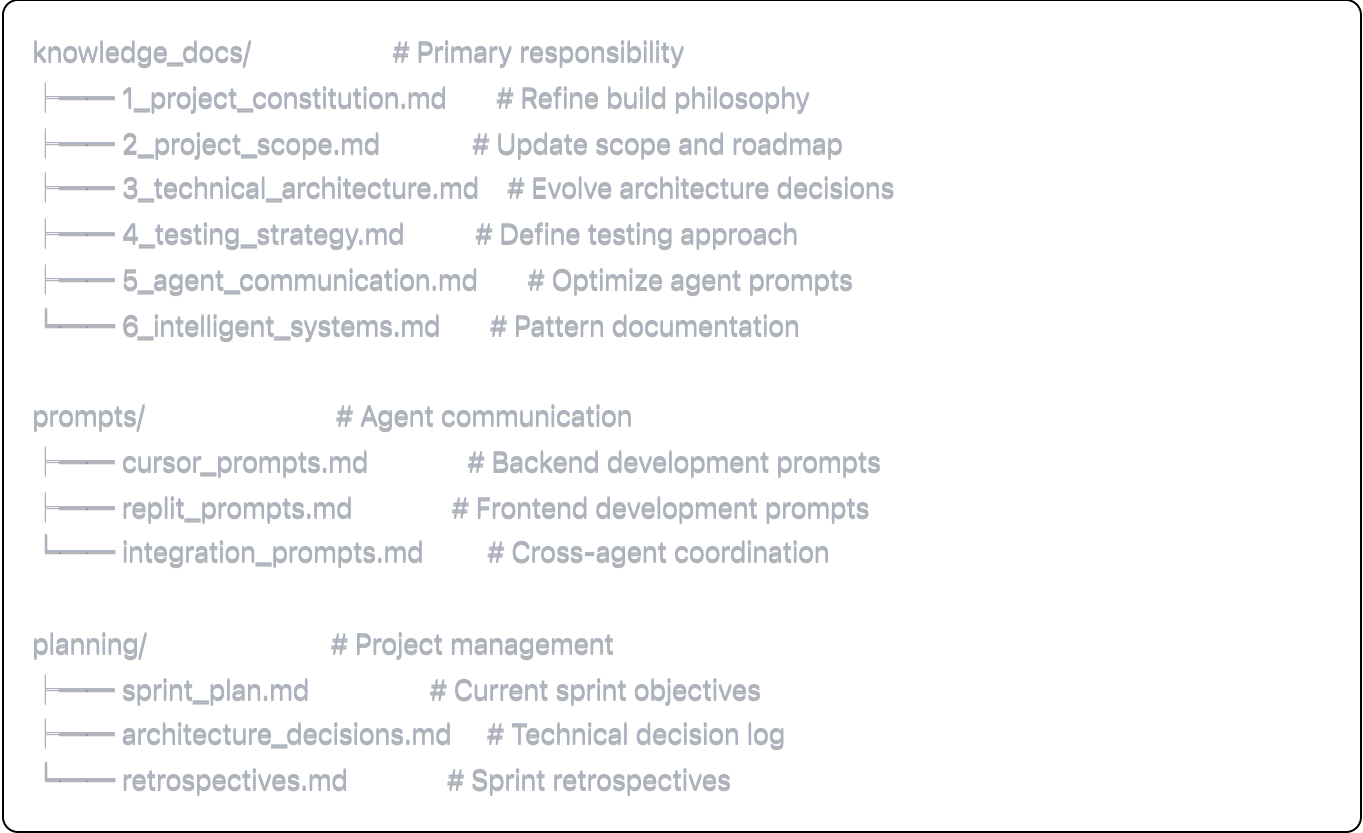 knowledge_docs/ # Primary responsibility
├── 1_project_constitution.md # Refine build philosophy
├── 2_project_scope.md # Update scope and roadmap
├── 3_technical_architecture.md # Evolve architecture decisions
├── 4_testing_strategy.md # Define testing approach
├── 5_agent_communication.md # Optimize agent prompts
└── 6_intelligent_systems.md # Pattern documentation
prompts/ # Agent communication
├── cursor_prompts.md # Backend development prompts
├── replit_prompts.md # Frontend development prompts
└── integration_prompts.md # Cross-agent coordination
planning/ # Project management
├── sprint_plan.md # Current sprint objectives
├── architecture_decisions.md # Technical decision log
└── retrospectives.md # Sprint retrospectives